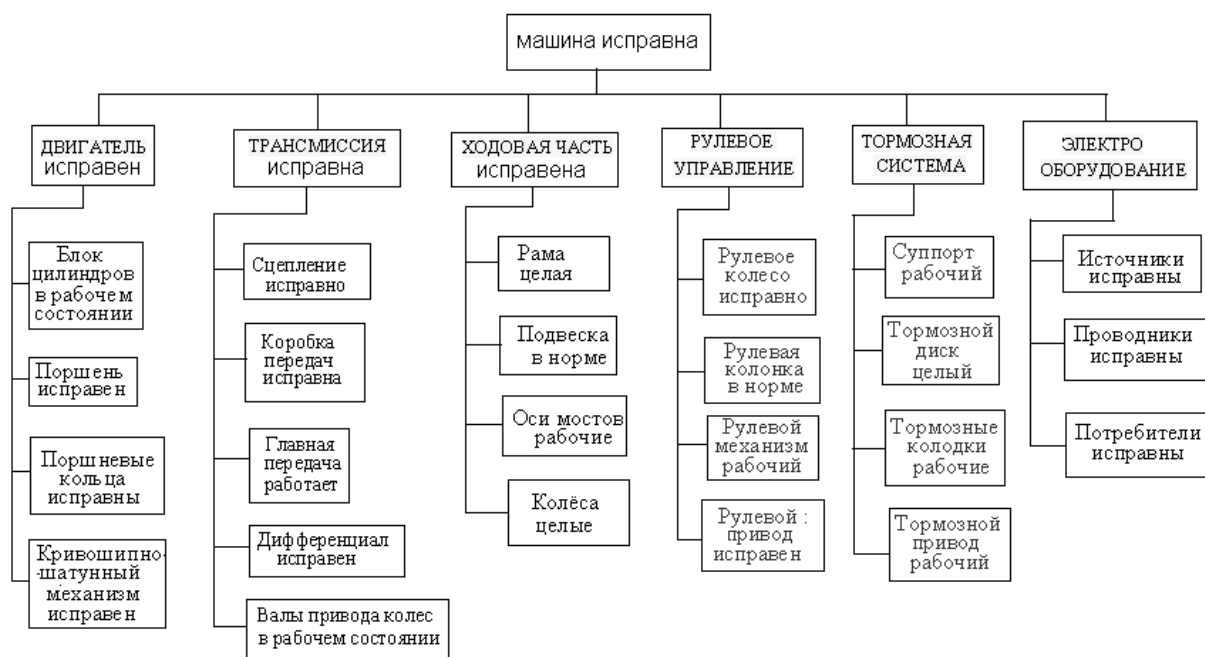 машина исправна
ДВИГАТЕЛЬ
исправен
ТРАНСМИССИЯ
исправна
ХОДОВАЯ ЧАСТЬ
исправена
РУЛЕВОЕ
УПРАВЛЕНИЕ
ТОРМОЗНАЯ
СИСТЕМА
ЭЛЕКТРО
ОБОРУДОВАНИЕ
Блок
цилиндров
в рабочем
состоянии
Поршень
исправен
Поршневые
кольца
исправны
Кривошипно-
-шатунный
механизм
исправен
Сцепление
исправно
Коробка
передач
исправна
Главная
передача
работает
Дифференциал
исправен
Валы привода колес
в рабочем состоянии
Рама
целая
Подвеска
в норме
Оси мостов
рабочие
Колёса
целые
Рулевое
колесо
исправно
Рулевая
колонка
в норме
Рулевой
механизм
рабочий
Рулевой :
привод
исправен
Суппорт
рабочий
Тормозной
диск
целый
Тормозные
колодки
рабочие
Тормозной
привод
рабочий
Источники
исправны
Проводники
исправны
Потребители
исправны